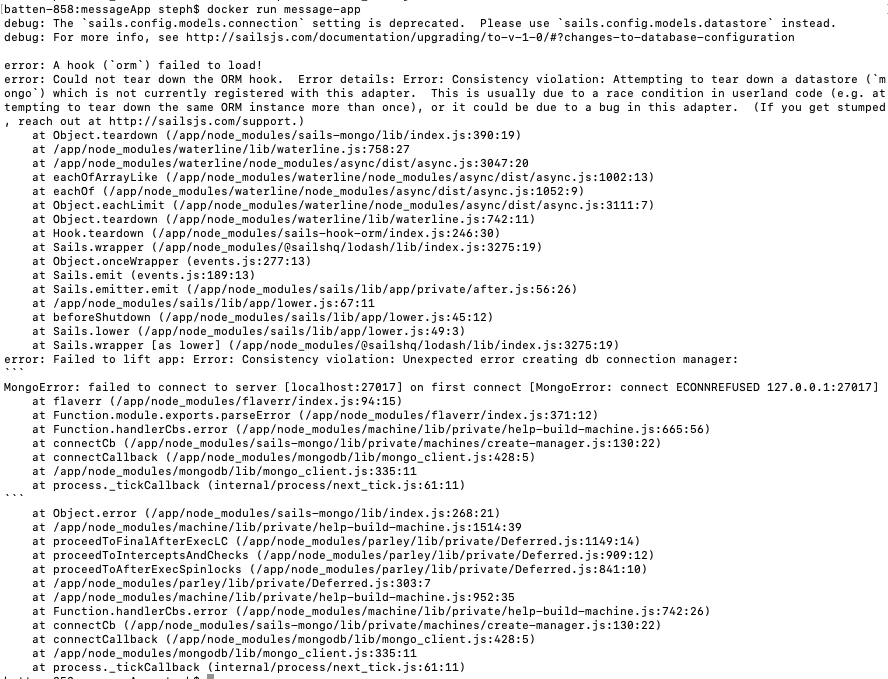 batten-858:messageApp steph$ docker run message-app
debug: The `sails.config.models.connection` setting is deprecated.  Please use `sails.config.models.datastore` instead.
debug: For more info, see http://sailsjs.com/documentation/upgrading/to-v-1-0/#?changes-to-database-configuration

error: A hook (`orm`) failed to load!
error: Could not tear down the ORM hook.  Error details: Error: Consistency violation: Attempting to tear down a datastore (`m
ongo`) which is not currently registered with this adapter.  This is usually due to a race condition in userland code (e.g. at
tempting to tear down the same ORM instance more than once), or it could be due to a bug in this adapter.  (If you get stumped
, reach out at http://sailsjs.com/support.)
    at Object.teardown (/app/node_modules/sails-mongo/lib/index.js:390:19)
    at /app/node_modules/waterline/lib/waterline.js:758:27
    at /app/node_modules/waterline/node_modules/async/dist/async.js:3047:20
    at eachOfArrayLike (/app/node_modules/waterline/node_modules/async/dist/async.js:1002:13)
    at eachOf (/app/node_modules/waterline/node_modules/async/dist/async.js:1052:9)
    at Object.eachLimit (/app/node_modules/waterline/node_modules/async/dist/async.js:3111:7)
    at Object.teardown (/app/node_modules/waterline/lib/waterline.js:742:11)
    at Hook.teardown (/app/node_modules/sails-hook-orm/index.js:246:30)
    at Sails.wrapper (/app/node_modules/@sailshq/lodash/lib/index.js:3275:19)
    at Object.onceWrapper (events.js:277:13)
    at Sails.emit (events.js:189:13)
    at Sails.emitter.emit (/app/node_modules/sails/lib/app/private/after.js:56:26)
    at /app/node_modules/sails/lib/app/lower.js:67:11
    at beforeShutdown (/app/node_modules/sails/lib/app/lower.js:45:12)
    at Sails.lower (/app/node_modules/sails/lib/app/lower.js:49:3)
    at Sails.wrapper [as lower] (/app/node_modules/@sailshq/lodash/lib/index.js:3275:19)
error: Failed to lift app: Error: Consistency violation: Unexpected error creating db connection manager:
```
MongoError: failed to connect to server [localhost:27017] on first connect [MongoError: connect ECONNREFUSED 127.0.0.1:27017]
    at flaverr (/app/node_modules/flaverr/index.js:94:15)
    at Function.module.exports.parseError (/app/node_modules/flaverr/index.js:371:12)
    at Function.handlerCbs.error (/app/node_modules/machine/lib/private/help-build-machine.js:665:56)
    at connectCb (/app/node_modules/sails-mongo/lib/private/machines/create-manager.js:130:22)
    at connectCallback (/app/node_modules/mongodb/lib/mongo_client.js:428:5)
    at /app/node_modules/mongodb/lib/mongo_client.js:335:11
    at process._tickCallback (internal/process/next_tick.js:61:11)
```
    at Object.error (/app/node_modules/sails-mongo/lib/index.js:268:21)
    at /app/node_modules/machine/lib/private/help-build-machine.js:1514:39
    at proceedToFinalAfterExecLC (/app/node_modules/parley/lib/private/Deferred.js:1149:14)
    at proceedToInterceptsAndChecks (/app/node_modules/parley/lib/private/Deferred.js:909:12)
    at proceedToAfterExecSpinlocks (/app/node_modules/parley/lib/private/Deferred.js:841:10)
    at /app/node_modules/parley/lib/private/Deferred.js:303:7
    at /app/node_modules/machine/lib/private/help-build-machine.js:952:35
    at Function.handlerCbs.error (/app/node_modules/machine/lib/private/help-build-machine.js:742:26)
    at connectCb (/app/node_modules/sails-mongo/lib/private/machines/create-manager.js:130:22)
    at connectCallback (/app/node_modules/mongodb/lib/mongo_client.js:428:5)
    at /app/node_modules/mongodb/lib/mongo_client.js:335:11
    at process._tickCallback (internal/process/next_tick.js:61:11)